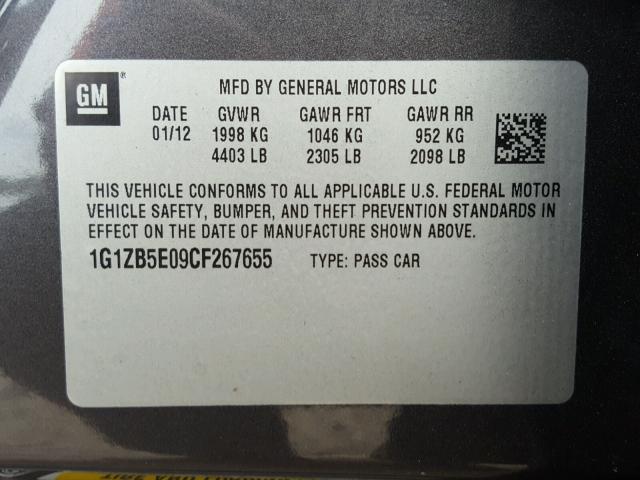 GM
MFD BY GENERAL MOTORS LLC
DATE GVWR GAWR FRT GAWR RR
01/12 1998 KG 1046 KG 952 KG
4403 LB 2305 LB 2098 LB
THIS VEHICLE CONFORMS TO ALL APPLICABLE U.S. FEDERAL MOTOR
VEHICLE SAFETY, BUMPER, AND THEFT PREVENTION STANDARDS
IN EFFECT ON THE DATE OF MANUFACTURE SHOWN ABOVE.
1G1ZB5E09CF267655 TYPE: PASS CAR